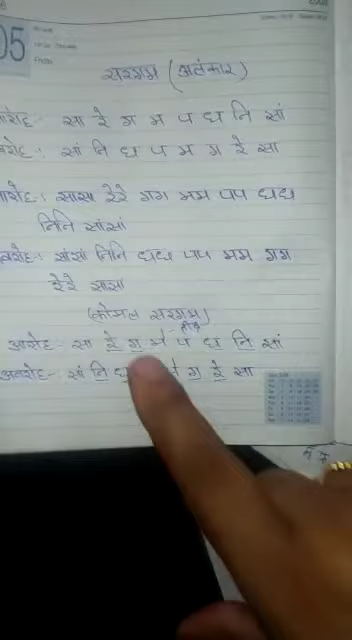 05
Friday
सरगम (अलंकार)
आरोह:- सा रे ग म प ध नि सां
अवरोह:- सां नि ध प म ग रे सा
आरोह:- सासा रेरे गग मम पप धध
निनि सांसां
अवरोह:- सांसां निनि धध पप मम गग
रेरे सासा
(कोमल सरगम)
तीव्र
आरोह:- सा रे॒ ग॒ म॑ प ध॒ नि॒ सां
अवरोह:- सां नि॒ ध॒ म॑ ग॒ रे॒ सा